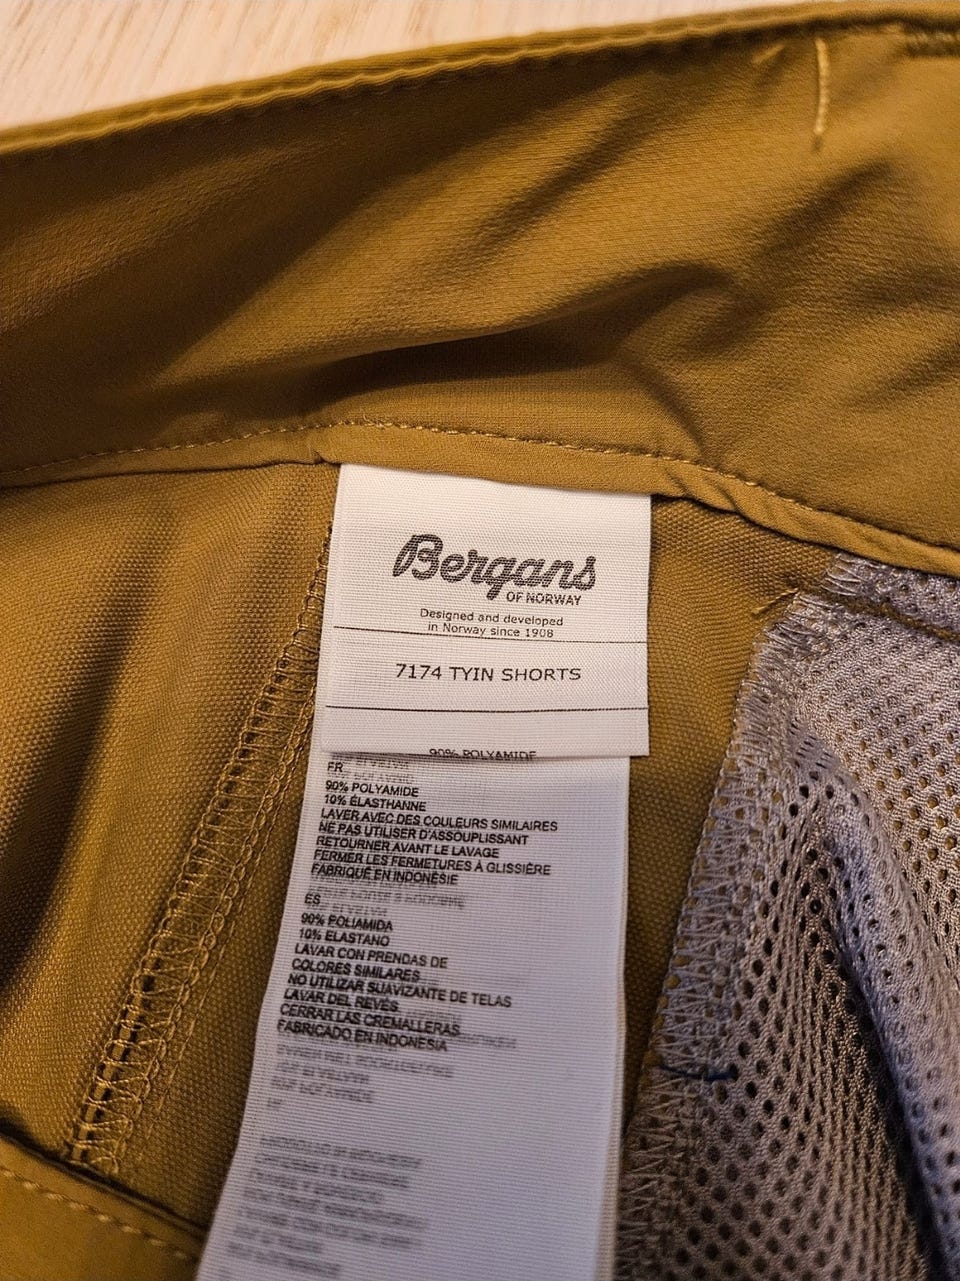 Bergans
OF NORWAY
Designed and developed
in Norway since 1908
7174 TYIN SHORTS
90% POLYAMIDE
FR
90% POLYAMIDE
10% ÉLASTHANNE
LAVER AVEC DES COULEURS SIMILAIRES
NE PAS UTILISER D'ASSOUPLISSANT
RETOURNER AVANT LE LAVAGE
FERMER LES FERMETURES À GLISSIÈRE
FABRIQUÉ EN INDONÉSIE
ES
90% POLIAMIDA
10% ELASTANO
LAVAR CON PRENDAS DE
COLORES SIMILARES
NO UTILIZAR SUAVIZANTE DE TELAS
LAVAR DEL REVÉS
CERRAR LAS CREMALLERAS
FABRICADO EN INDONESIA